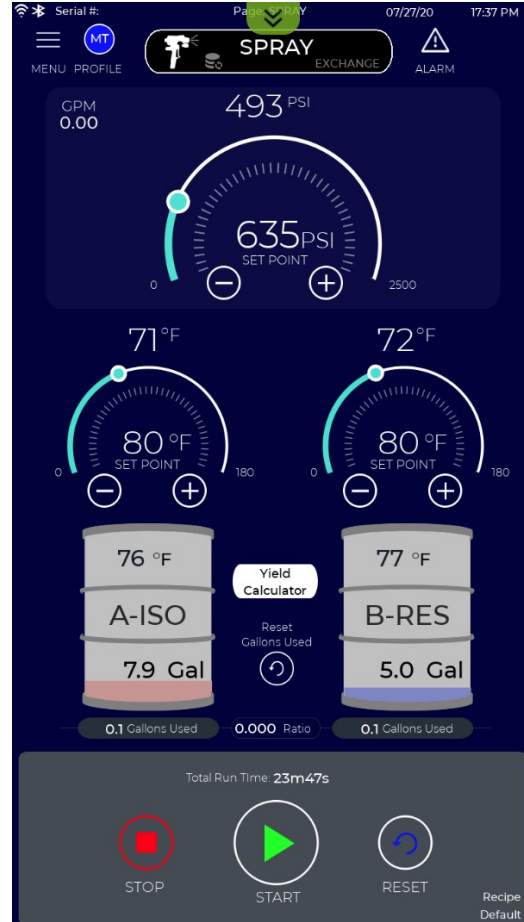 Serial #:
Page: SPRAY
07/27/20
17:37 PM
MT
MENU
PROFILE
SPRAY
EXCHANGE
ALARM
GPM
0.00
493 PSI
635PSI
SET POINT
0
2500
71°F
72°F
80 °F
SET POINT
0
180
80 °F
SET POINT
0
180
76 °F
A-ISO
7.9 Gal
Yield
Calculator
Reset
Gallons Used
77 °F
B-RES
5.0 Gal
0.1 Gallons Used
0.000 Ratio
0.1 Gallons Used
Total Run Time: 23m47s
STOP
START
RESET
Recipe
Default